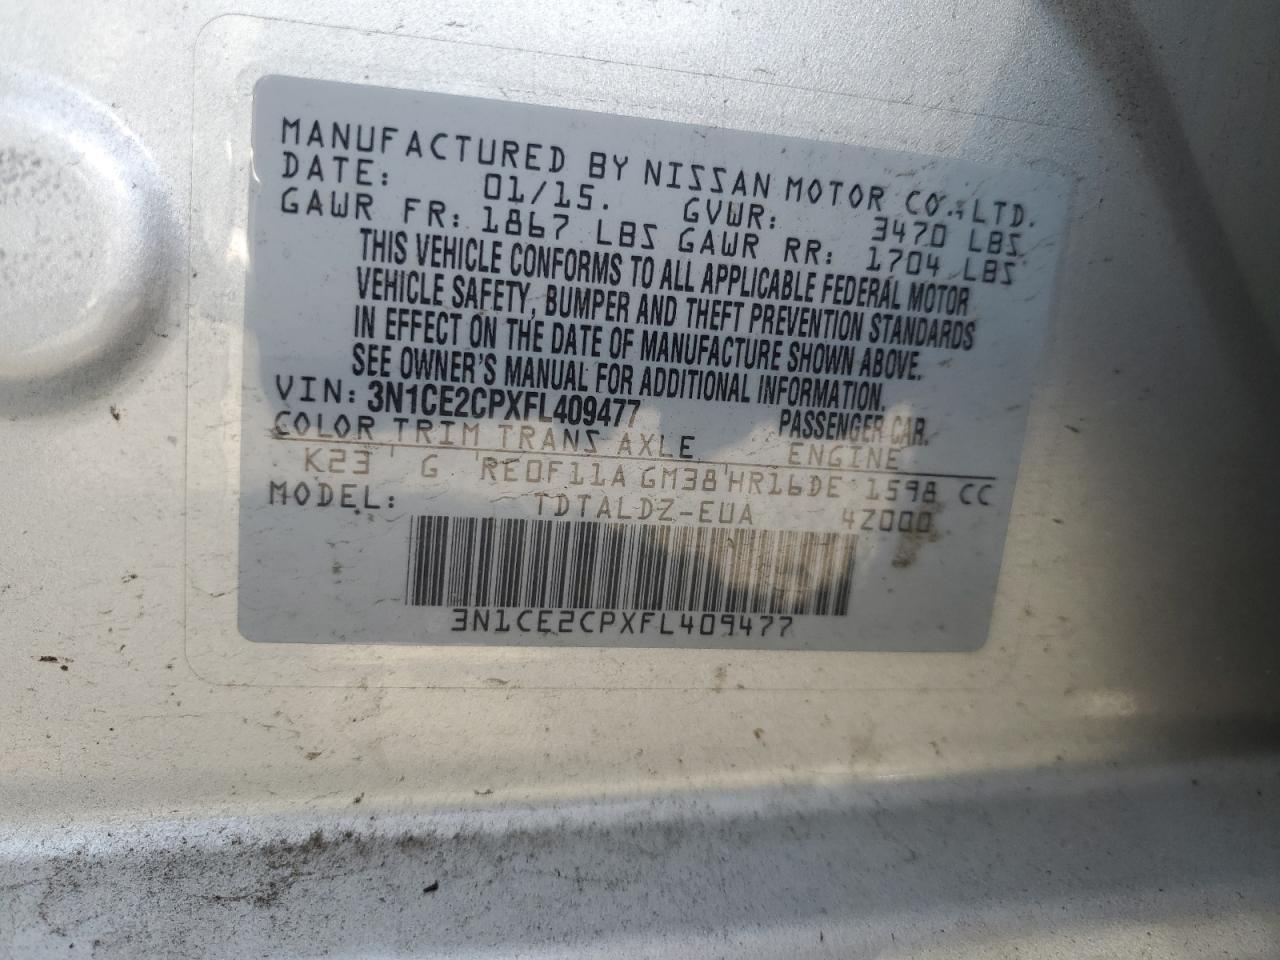 MANUFACTURED BY NISSAN MOTOR CO.,LTD.
DATE: 01/15. GVWR: 3470 LBS
GAWR FR: 1867 LBS GAWR RR: 1704 LBS
THIS VEHICLE CONFORMS TO ALL APPLICABLE FEDERAL MOTOR
VEHICLE SAFETY, BUMPER AND THEFT PREVENTION STANDARDS
IN EFFECT ON THE DATE OF MANUFACTURE SHOWN ABOVE.
SEE OWNER'S MANUAL FOR ADDITIONAL INFORMATION.
VIN: 3N1CE2CPXFL409477 PASSENGER CAR.
COLOR TRIM TRANS AXLE ENGINE
K23 G RE0F11A GM38 HR16DE 1598 CC
MODEL: TDTALDZ-EUA 4Z000
3N1CE2CPXFL409477